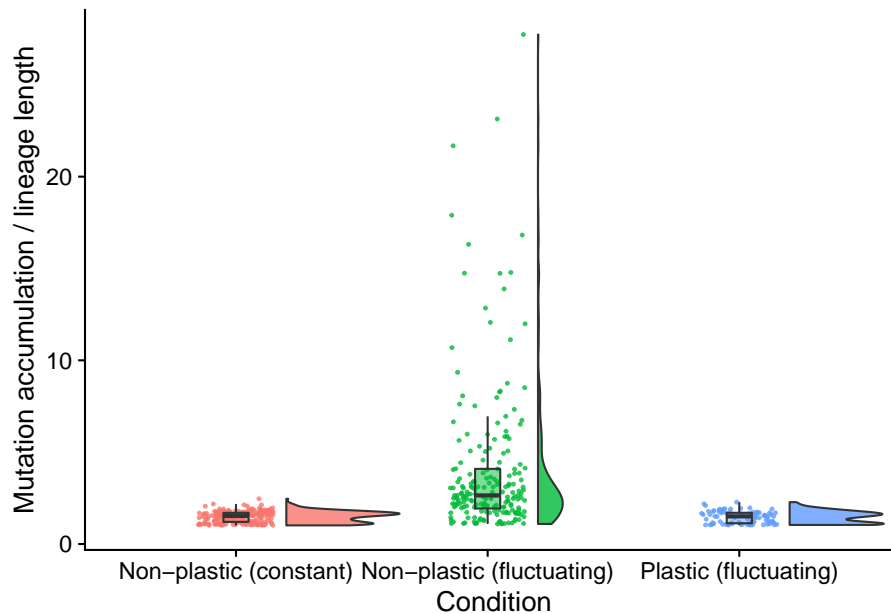 Mutation accumulation / lineage length
20
10
0
Non−plastic (constant)
Non−plastic (fluctuating)
Plastic (fluctuating)
Condition